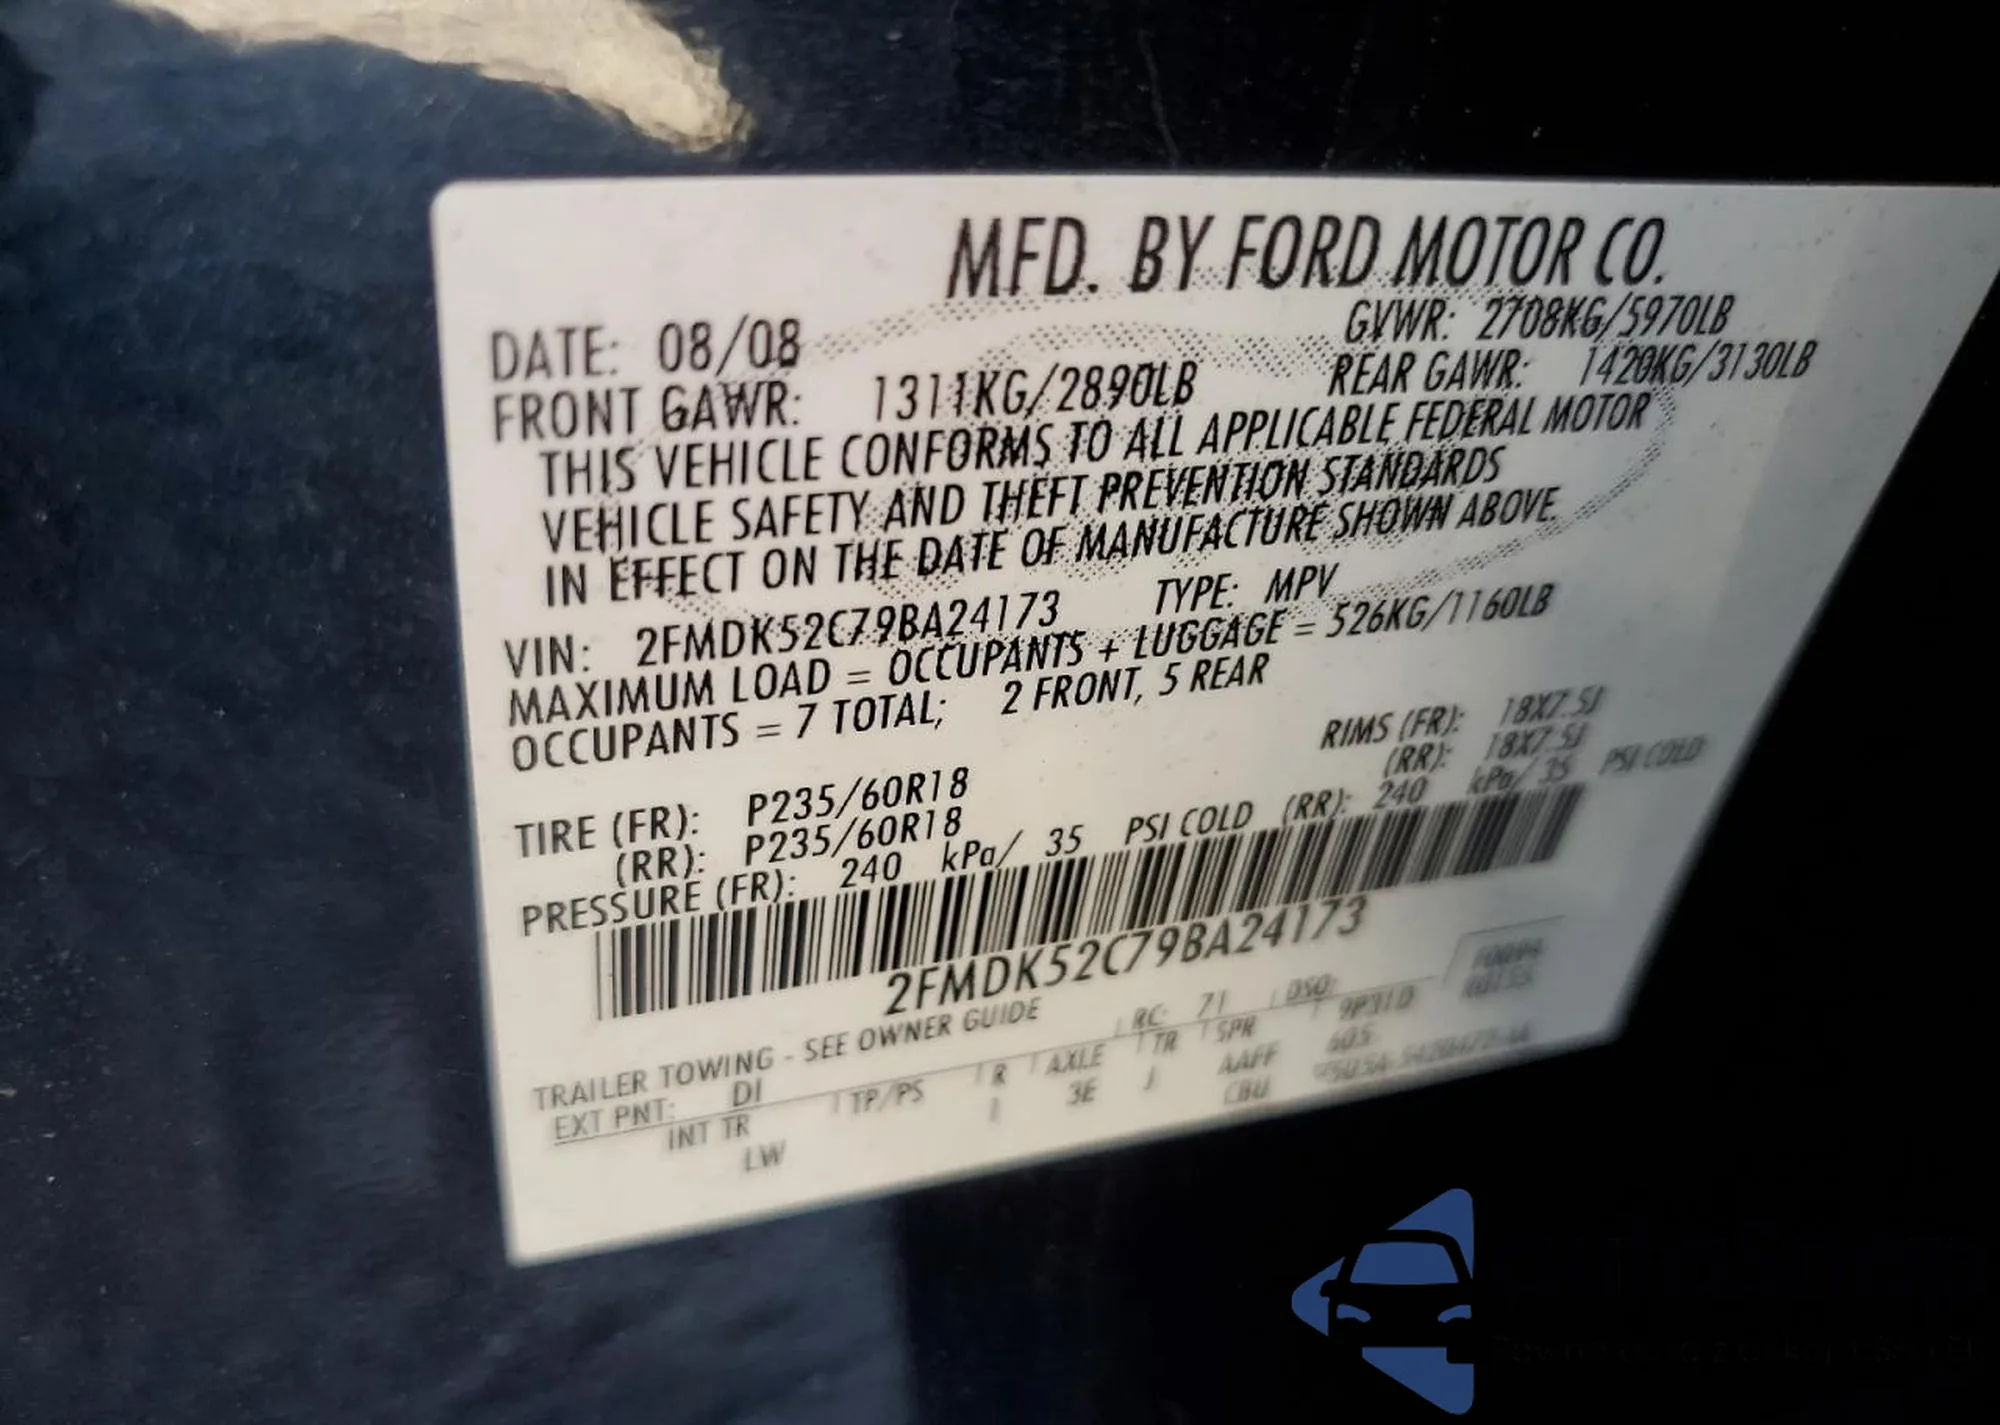 MFD. BY FORD MOTOR CO.
DATE: 08/08 GVWR: 2708KG/5970LB
FRONT GAWR: 1311KG/2890LB REAR GAWR: 1420KG/3130LB
THIS VEHICLE CONFORMS TO ALL APPLICABLE FEDERAL MOTOR
VEHICLE SAFETY AND THEFT PREVENTION STANDARDS
IN EFFECT ON THE DATE OF MANUFACTURE SHOWN ABOVE.
VIN: 2FMDK52C79BA24173 TYPE: MPV
MAXIMUM LOAD = OCCUPANTS + LUGGAGE = 526KG/1160LB
OCCUPANTS = 7 TOTAL; 2 FRONT, 5 REAR
TIRE (FR): P235/60R18 RIMS (FR): 18X7.5J
(RR): P235/60R18 (RR): 18X7.5J
PRESSURE (FR): 240 kPa/ 35 PSI COLD (RR): 240 kPa/ 35 PSI COLD
2FMDK52C79BA24173
TRAILER TOWING - SEE OWNER GUIDE
EXT PNT: DI RC: 71 DSO:
INT TR TP/PS R AXLE TR SPR
LW I 3E J AAFF
CBU